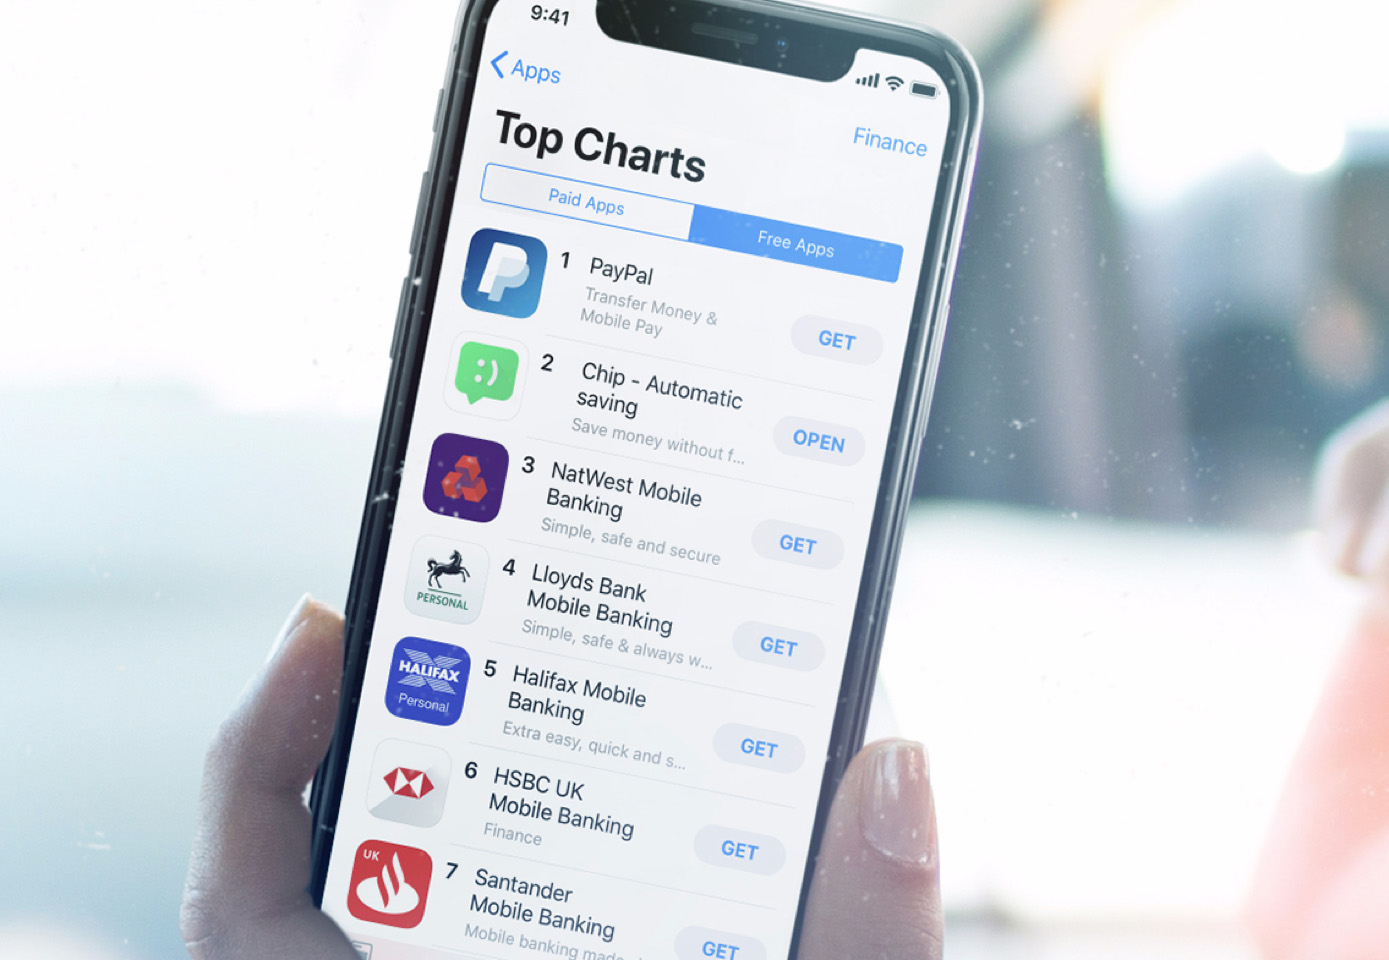 9:41
Apps
Finance
Top Charts
Paid Apps
Free Apps
1 PayPal
Transfer Money &
Mobile Pay
GET
2 Chip - Automatic
saving
Save money without f...
OPEN
3 NatWest Mobile
Banking
Simple, safe and secure
GET
PERSONAL
4 Lloyds Bank
Mobile Banking
Simple, safe & always w...
GET
HALIFAX
Personal
5 Halifax Mobile
Banking
Extra easy, quick and s...
GET
6 HSBC UK
Mobile Banking
Finance
GET
UK
7 Santander
Mobile Banking
Mobile banking made
GET